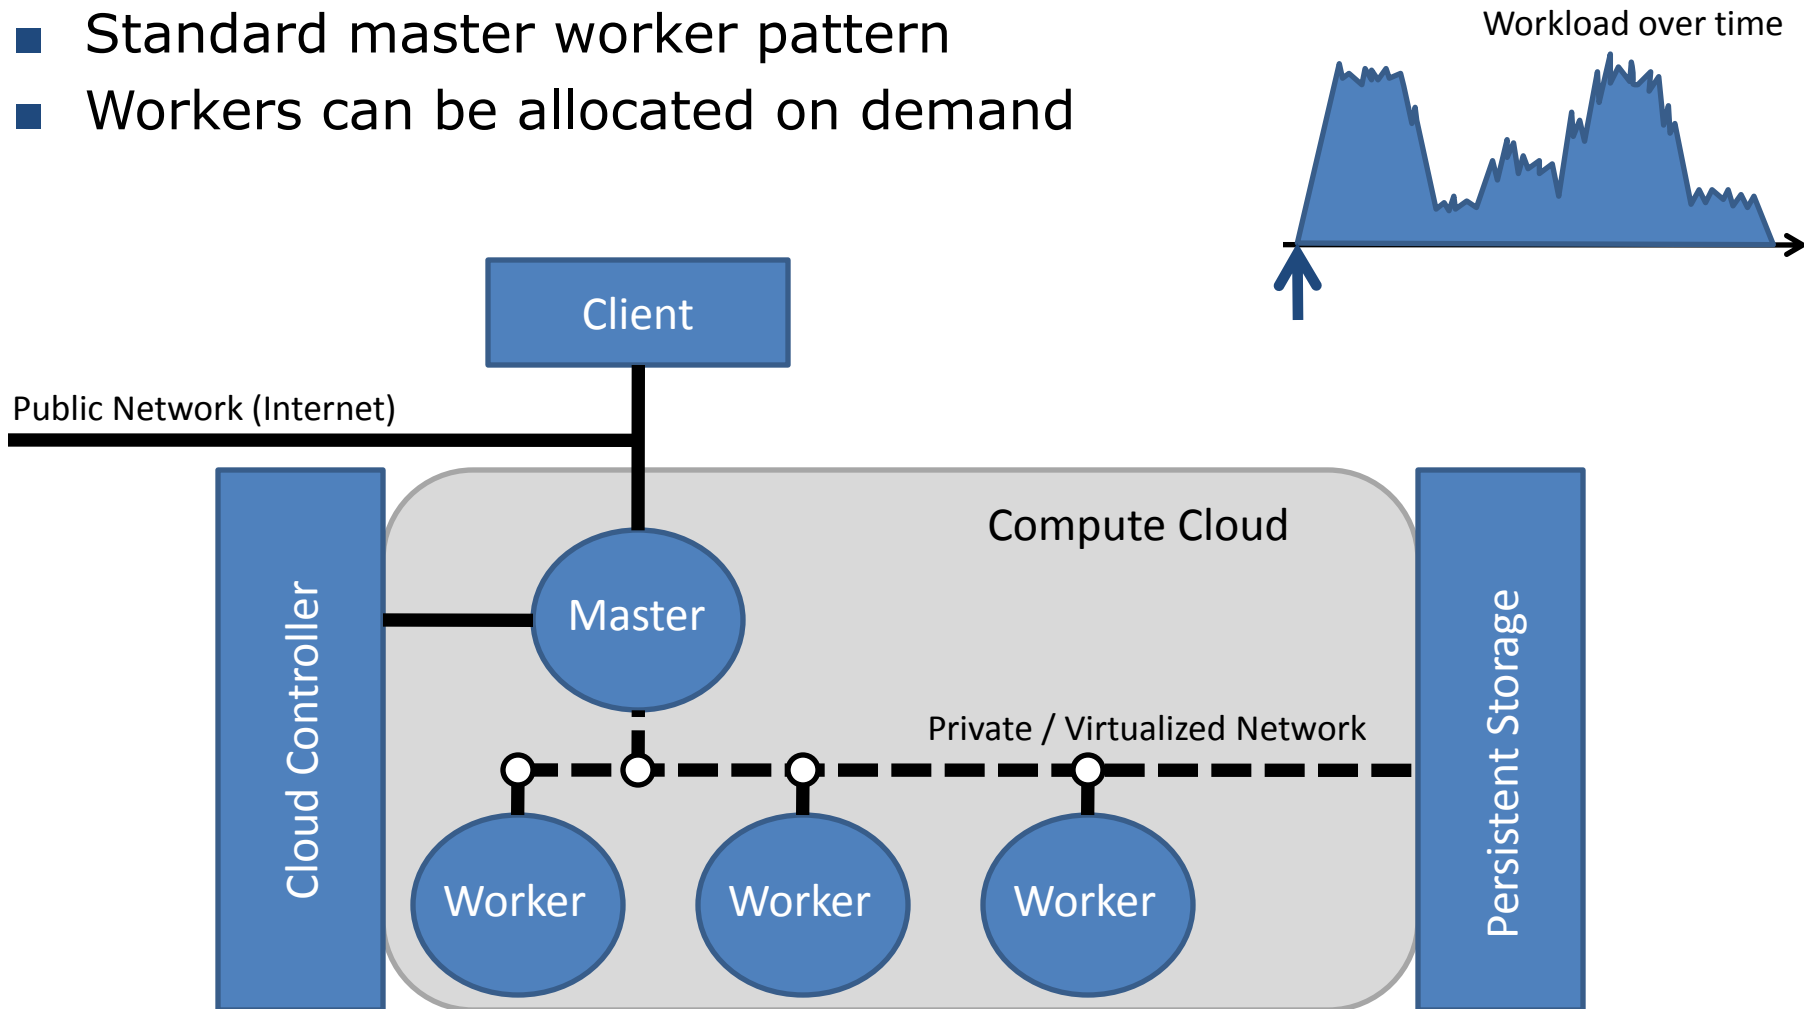 Standard master worker pattern
Workers can be allocated on demand
Workload over time
Client
Public Network (Internet)
Compute Cloud
Cloud Controller
Master
Persistent Storage
Private / Virtualized Network
Worker
Worker
Worker